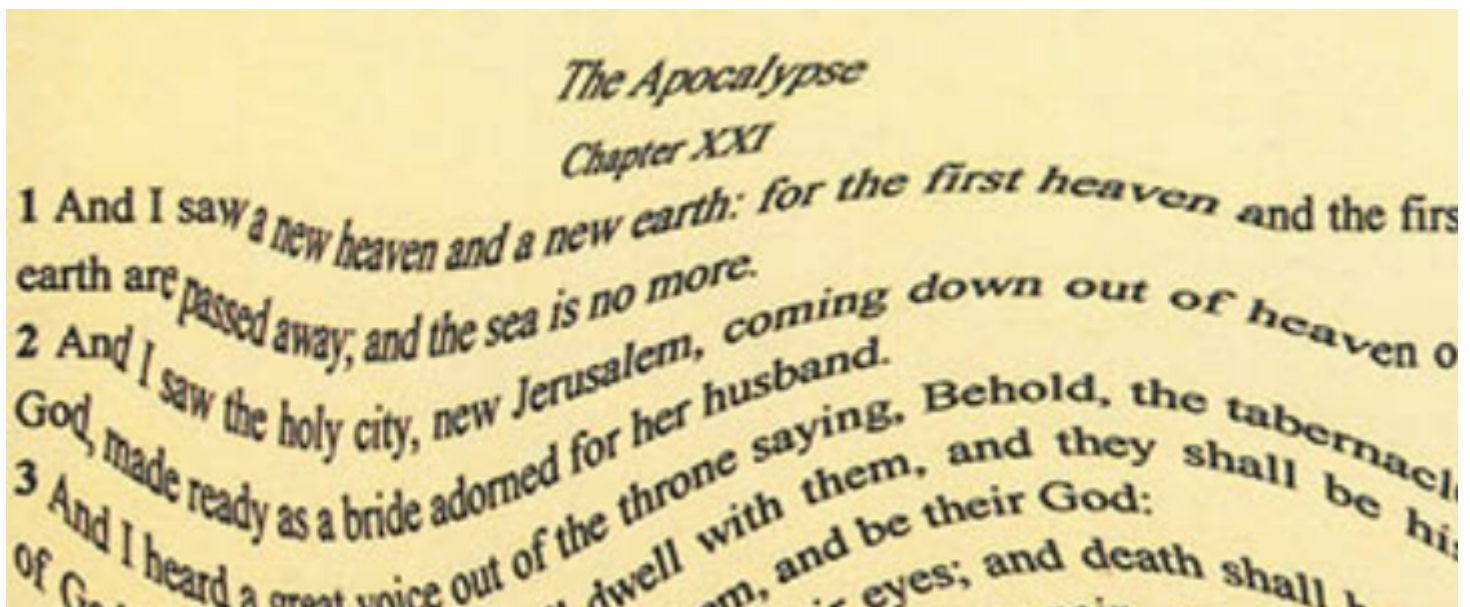 The Apocalypse
Chapter XXI
1 And I saw a new heaven and a new earth: for the first heaven and the firs
earth are passed away; and the sea is no more.
2 And I saw the holy city, new Jerusalem, coming down out of heaven o
God, made ready as a bride adorned for her husband.
3 And I heard a great voice out of the throne saying, Behold, the tabernacle
of God dwell with them, and they shall be his
and be their God:
eyes; and death shall